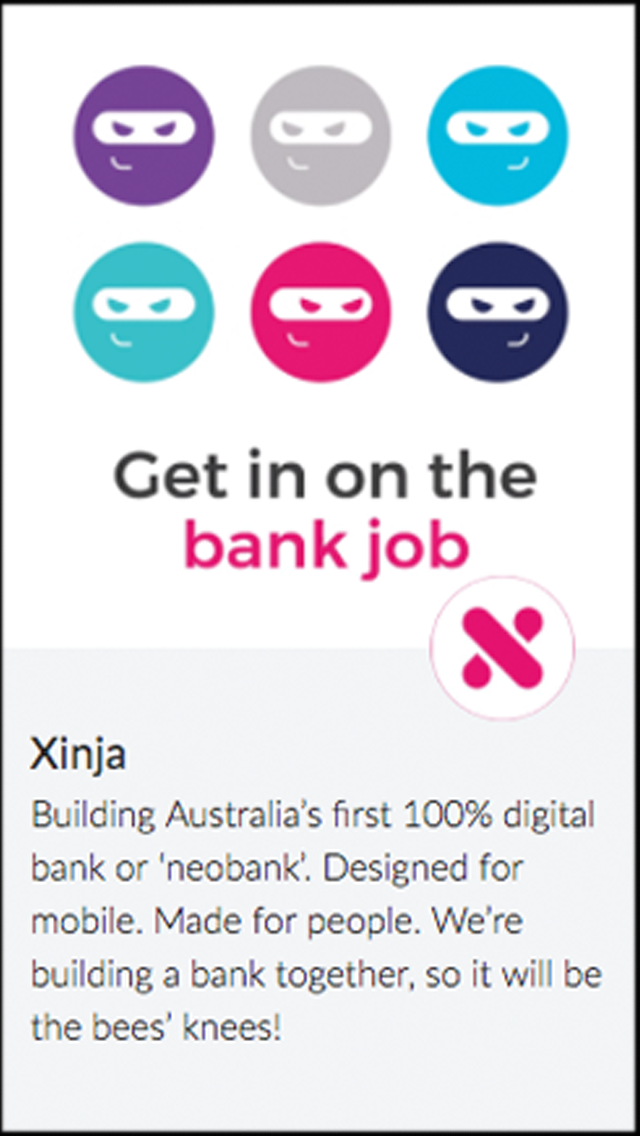 Get in on the
bank job
Xinja
Building Australia’s first 100% digital
bank or ‘neobank’. Designed for
mobile. Made for people. We’re
building a bank together, so it will be
the bees’ knees!